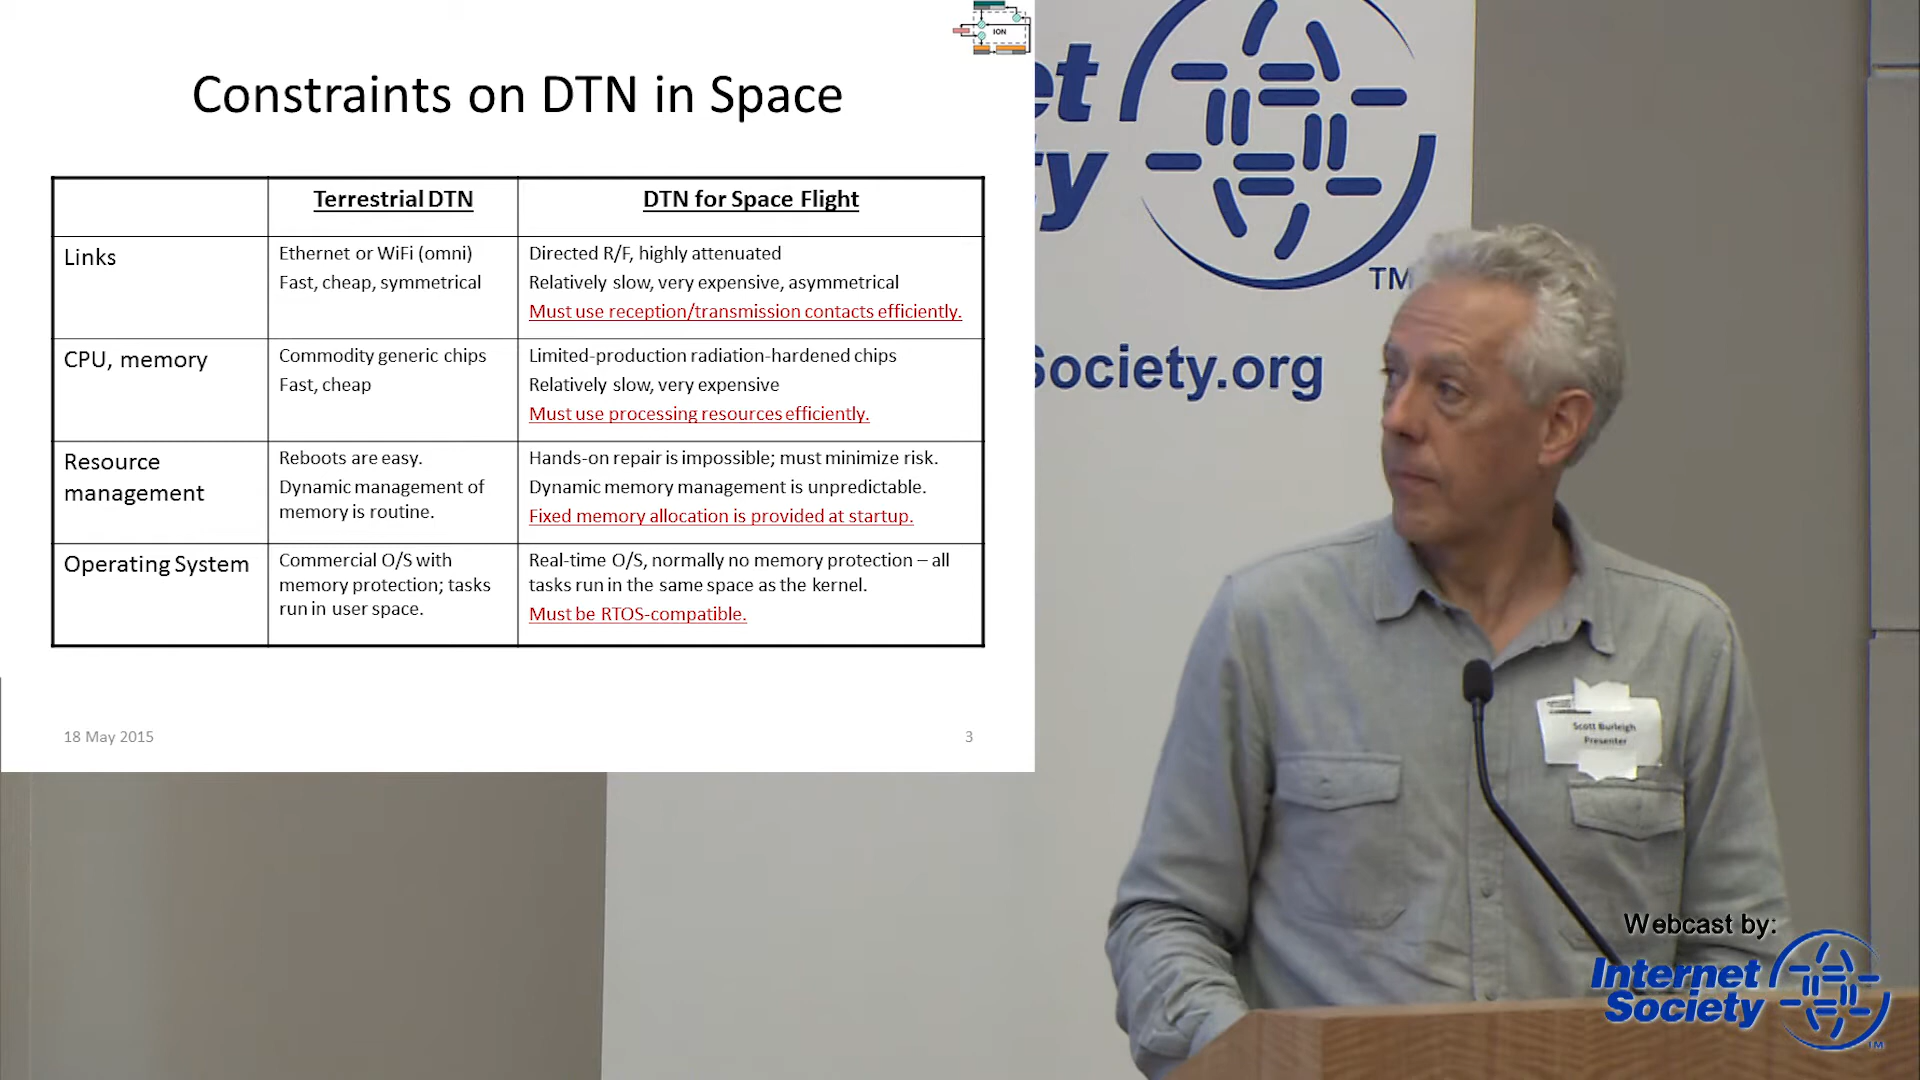 ION
Constraints on DTN in Space
Terrestrial DTN
DTN for Space Flight
Links
Ethernet or WiFi (omni)
Fast, cheap, symmetrical
Directed R/F, highly attenuated
Relatively slow, very expensive, asymmetrical
Must use reception/transmission contacts efficiently.
CPU, memory
Commodity generic chips
Fast, cheap
Limited-production radiation-hardened chips
Relatively slow, very expensive
Must use processing resources efficiently.
Resource
management
Reboots are easy.
Dynamic management of
memory is routine.
Hands-on repair is impossible; must minimize risk.
Dynamic memory management is unpredictable.
Fixed memory allocation is provided at startup.
Operating System
Commercial O/S with
memory protection; tasks
run in user space.
Real-time O/S, normally no memory protection – all
tasks run in the same space as the kernel.
Must be RTOS-compatible.
18 May 2015
3
et
ty
TM
Society.org
Scott Burleigh
Presenter
Webcast by:
Internet
Society
TM